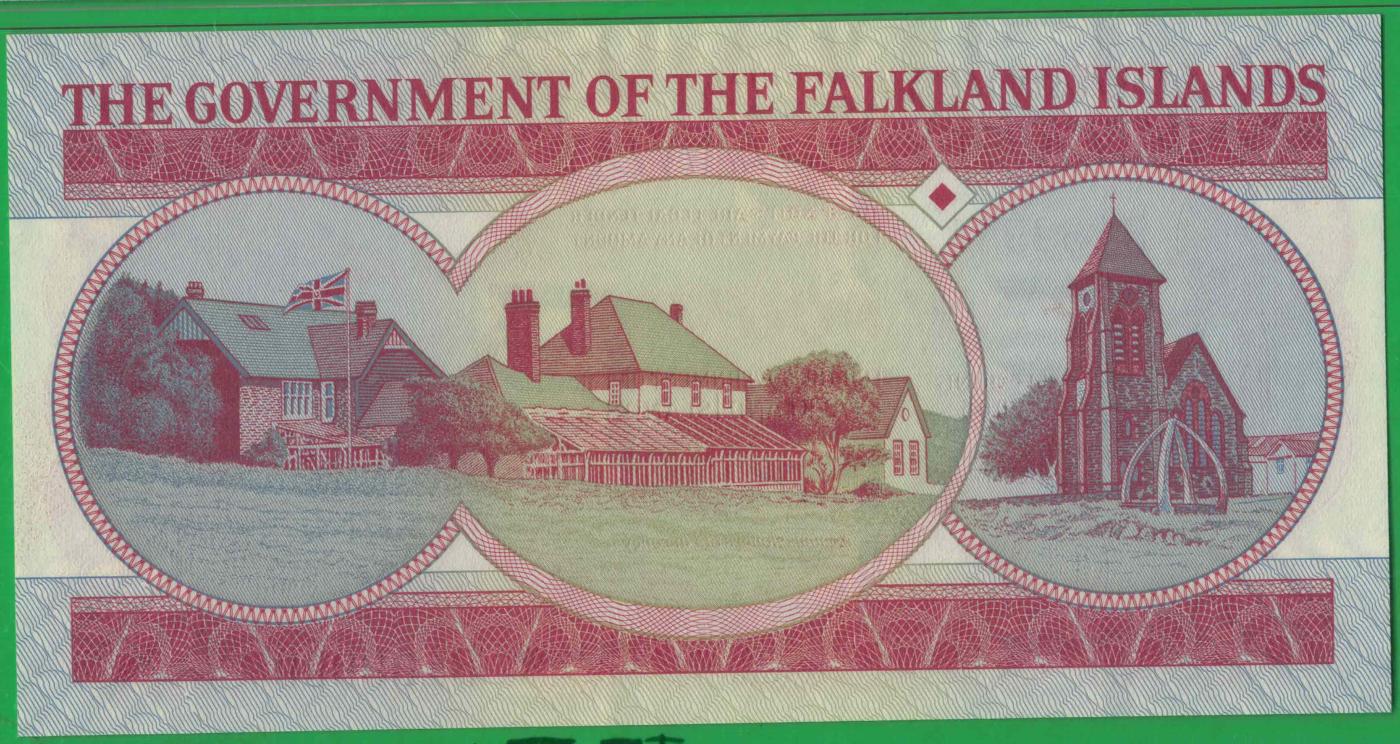 THE GOVERNMENT OF THE FALKLAND ISLANDS